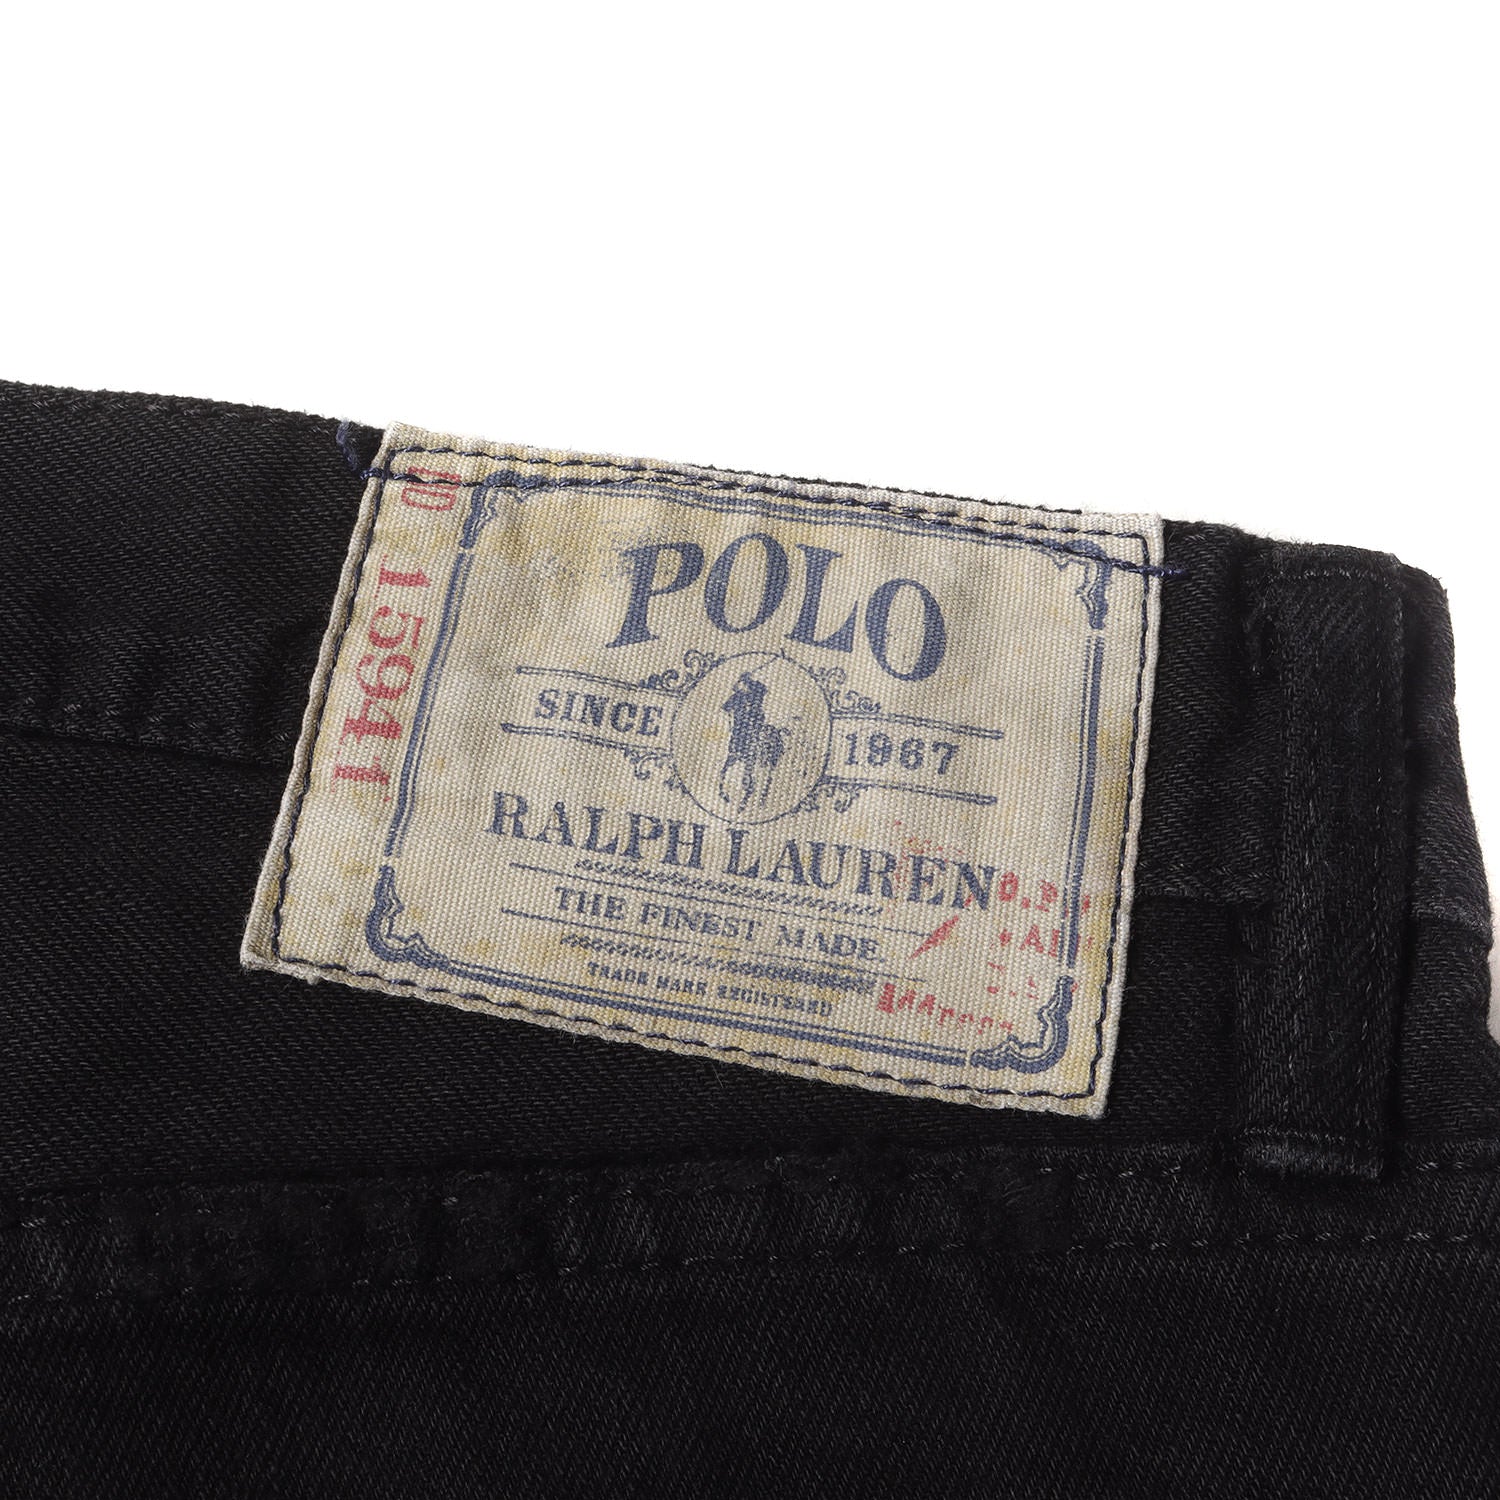 POLO
SINCE 1967
RALPH LAUREN
THE FINEST MADE
TRADE MARK REGISTERED
15941